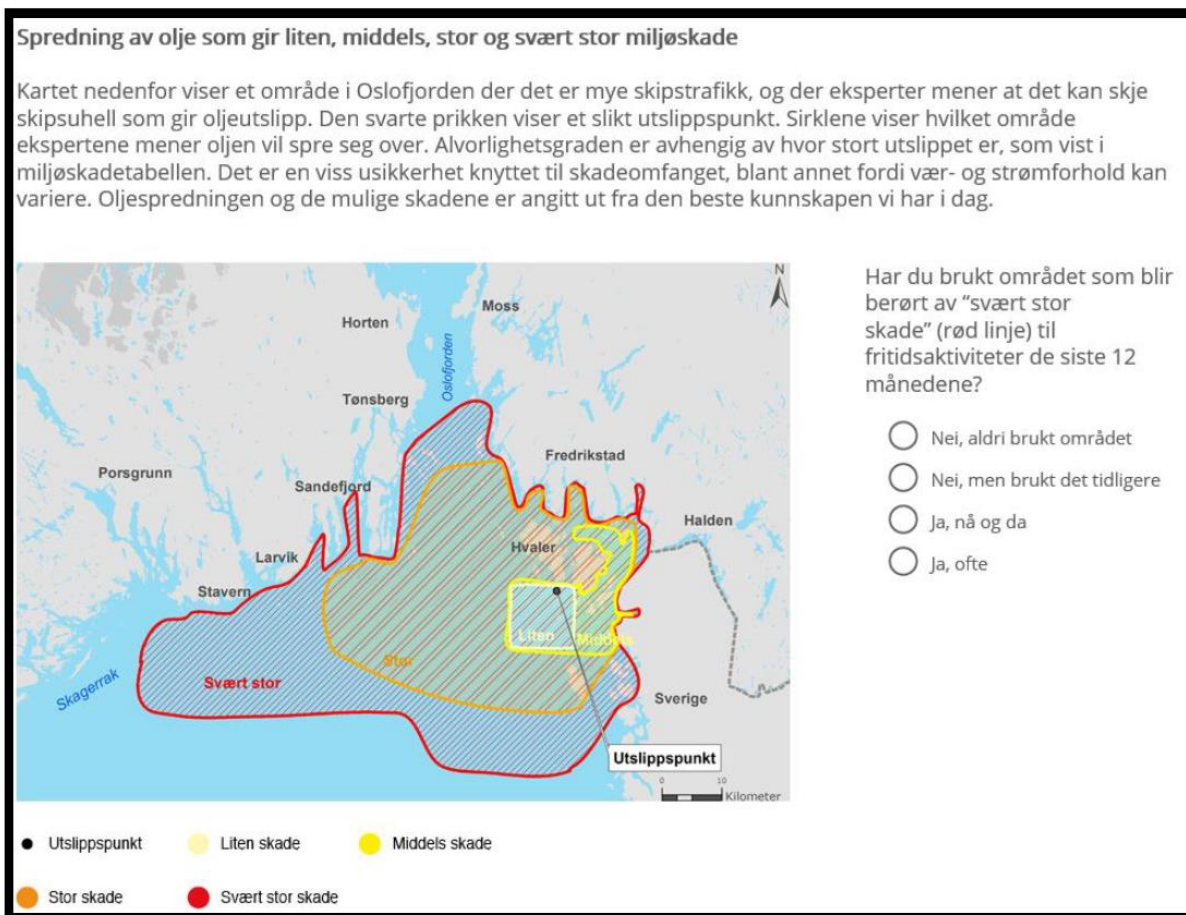 Spredning av olje som gir liten, middels, stor og svært stor miljøskade
Kartet nedenfor viser et område i Oslofjorden der det er mye skipstrafikk, og der eksperter mener at det kan skje
skipsuhell som gir oljeutslipp. Den svarte prikken viser et slikt utslippspunkt. Sirklene viser hvilket område
ekspertene mener oljen vil spre seg over. Alvorlighetsgraden er avhengig av hvor stort utslippet er, som vist i
miljøskadetabellen. Det er en viss usikkerhet knyttet til skadeomfanget, blant annet fordi vær- og strømforhold kan
variere. Oljespredningen og de mulige skadene er angitt ut fra den beste kunnskapen vi har i dag.
N
Moss
Horten
Oslofjorden
Tønsberg
Fredrikstad
Porsgrunn
Sandefjord
Halden
Hvaler
Larvik
Stavern
Liten
Middels
Stor
Svært stor
Skagerrak
Sverige
Utslippspunkt
0 10
Kilometer
Har du brukt området som blir
berørt av “svært stor
skade” (rød linje) til
fritidsaktiviteter de siste 12
månedene?
Nei, aldri brukt området
Nei, men brukt det tidligere
Ja, nå og da
Ja, ofte
Utslippspunkt
Liten skade
Middels skade
Stor skade
Svært stor skade